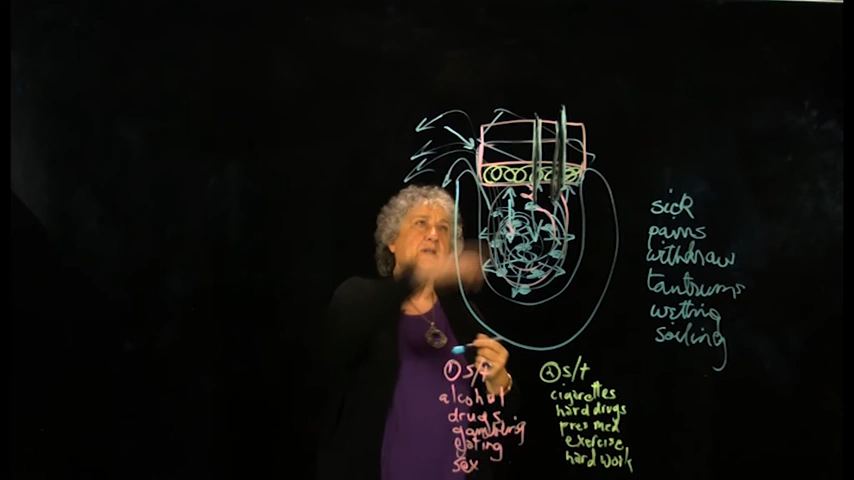 sick
pains
withdraw
tantrums
wetting
soiling
① s/t
alcohol
drugs
gambling
eating
sex
② s/t
cigarettes
hard drugs
pres med
exercise
hard work